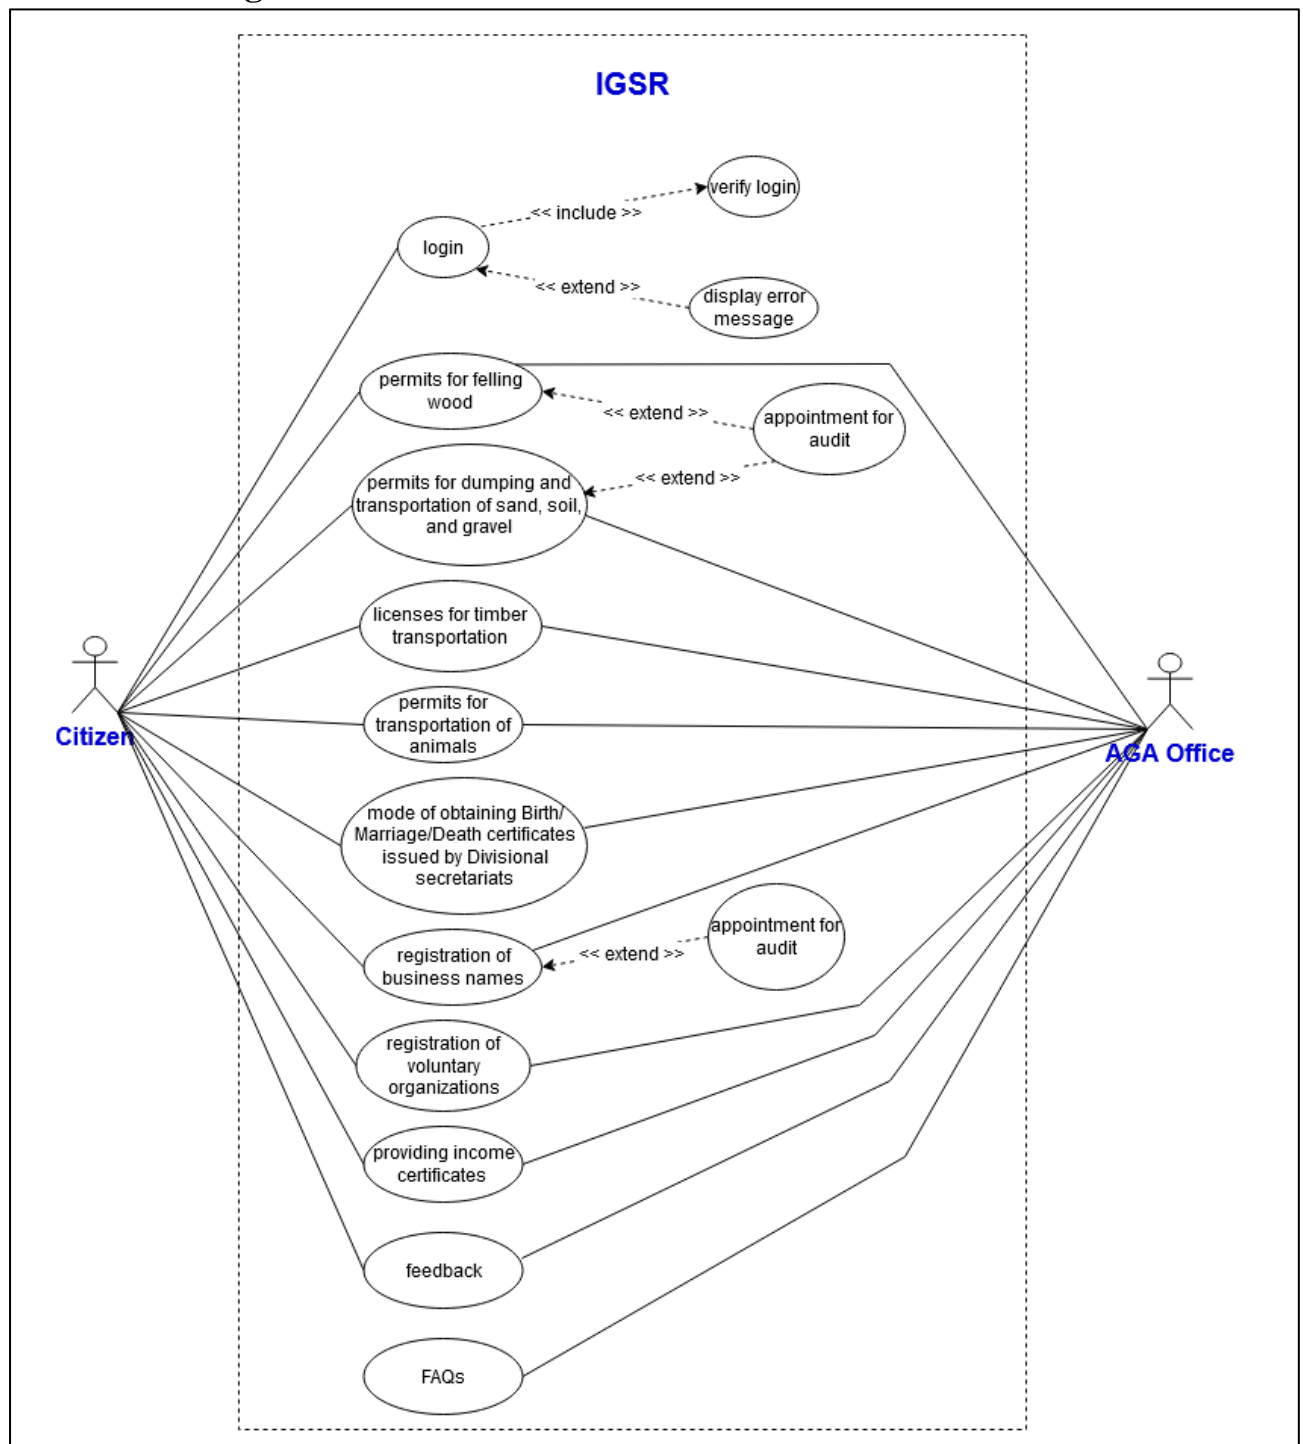 IGSR
verify login
<< include >>
login
<< extend >>
display error
message
permits for felling
wood
<< extend >>
appointment for
audit
<< extend >>
permits for dumping and
transportation of sand, soil,
and gravel
licenses for timber
transportation
permits for
transportation of
animals
Citizen
AGA Office
mode of obtaining Birth/
Marriage/Death certificates
issued by Divisional
secretariats
appointment for
audit
<< extend >>
registration of
business names
registration of
voluntary
organizations
providing income
certificates
feedback
FAQs